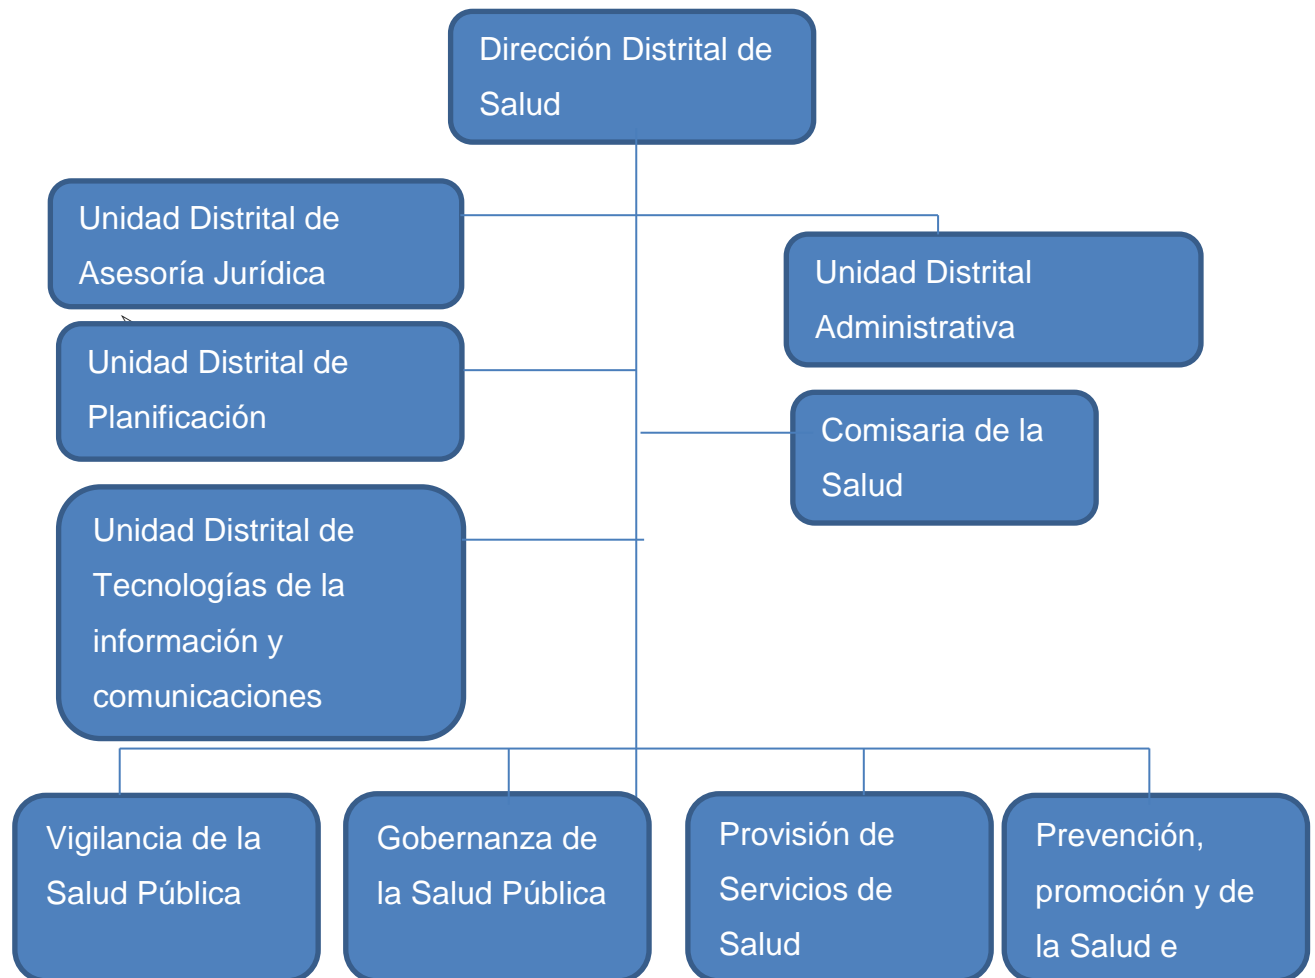 Dirección Distrital de
Salud
Unidad Distrital de
Asesoría Jurídica
Unidad Distrital
Administrativa
Unidad Distrital de
Planificación
Comisaria de la
Salud
Unidad Distrital de
Tecnologías de la
información y
comunicaciones
Vigilancia de la
Salud Pública
Gobernanza de
la Salud Pública
Provisión de
Servicios de
Salud
Prevención,
promoción y de
la Salud e